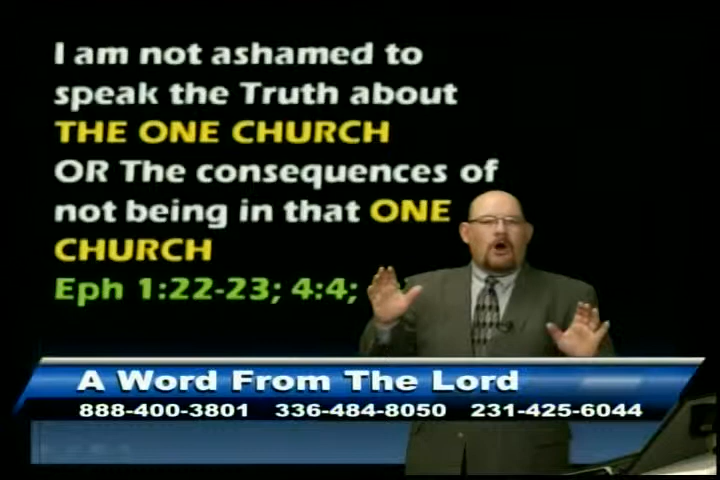 I am not ashamed to
speak the Truth about
THE ONE CHURCH
OR The consequences of
not being in that ONE
CHURCH
Eph 1:22-23; 4:4;
A Word From The Lord
888-400-3801 336-484-8050 231-425-6044